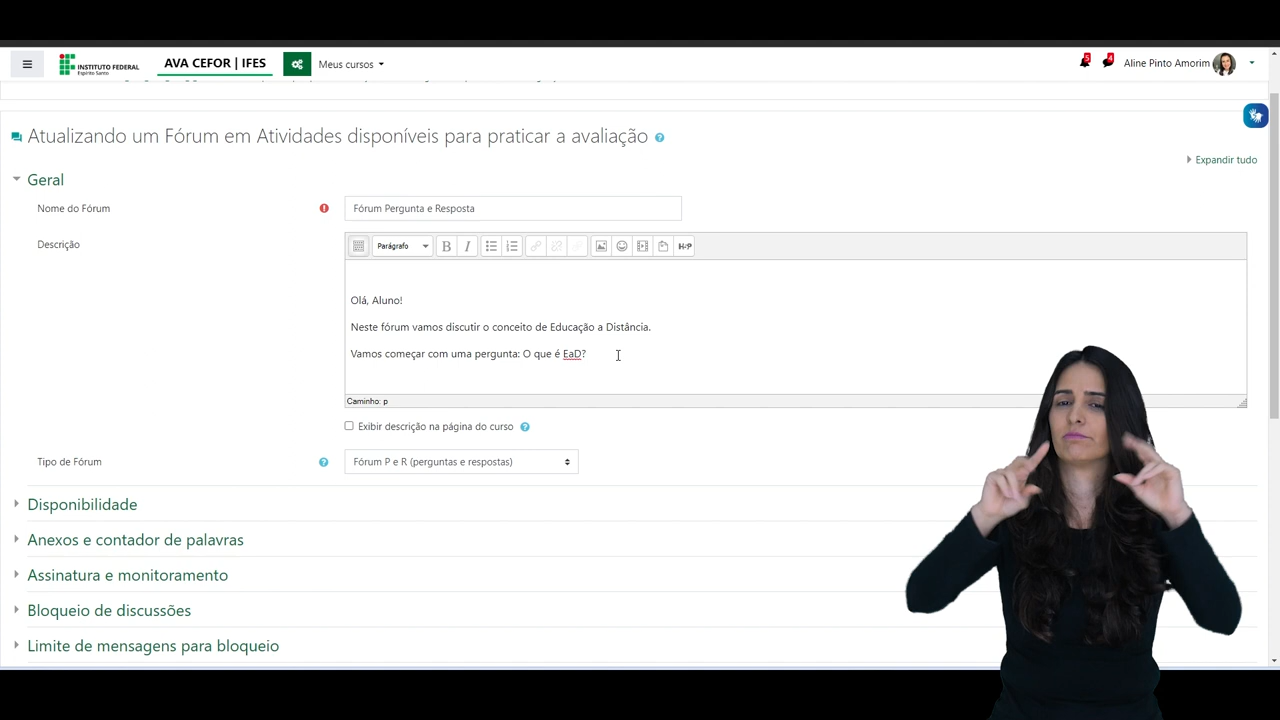 INSTITUTO FEDERAL
Espírito Santo
AVA CEFOR | IFES
Meus cursos
5
4
Aline Pinto Amorim
Atualizando um Fórum em Atividades disponíveis para praticar a avaliação
Expandir tudo
Geral
Nome do Fórum
Fórum Pergunta e Resposta
Descrição
Parágrafo
B I
H-P
Olá, Aluno!
Neste fórum vamos discutir o conceito de Educação a Distância.
Vamos começar com uma pergunta: O que é EaD?
Caminho: p
Exibir descrição na página do curso
Tipo de Fórum
Fórum P e R (perguntas e respostas)
Disponibilidade
Anexos e contador de palavras
Assinatura e monitoramento
Bloqueio de discussões
Limite de mensagens para bloqueio